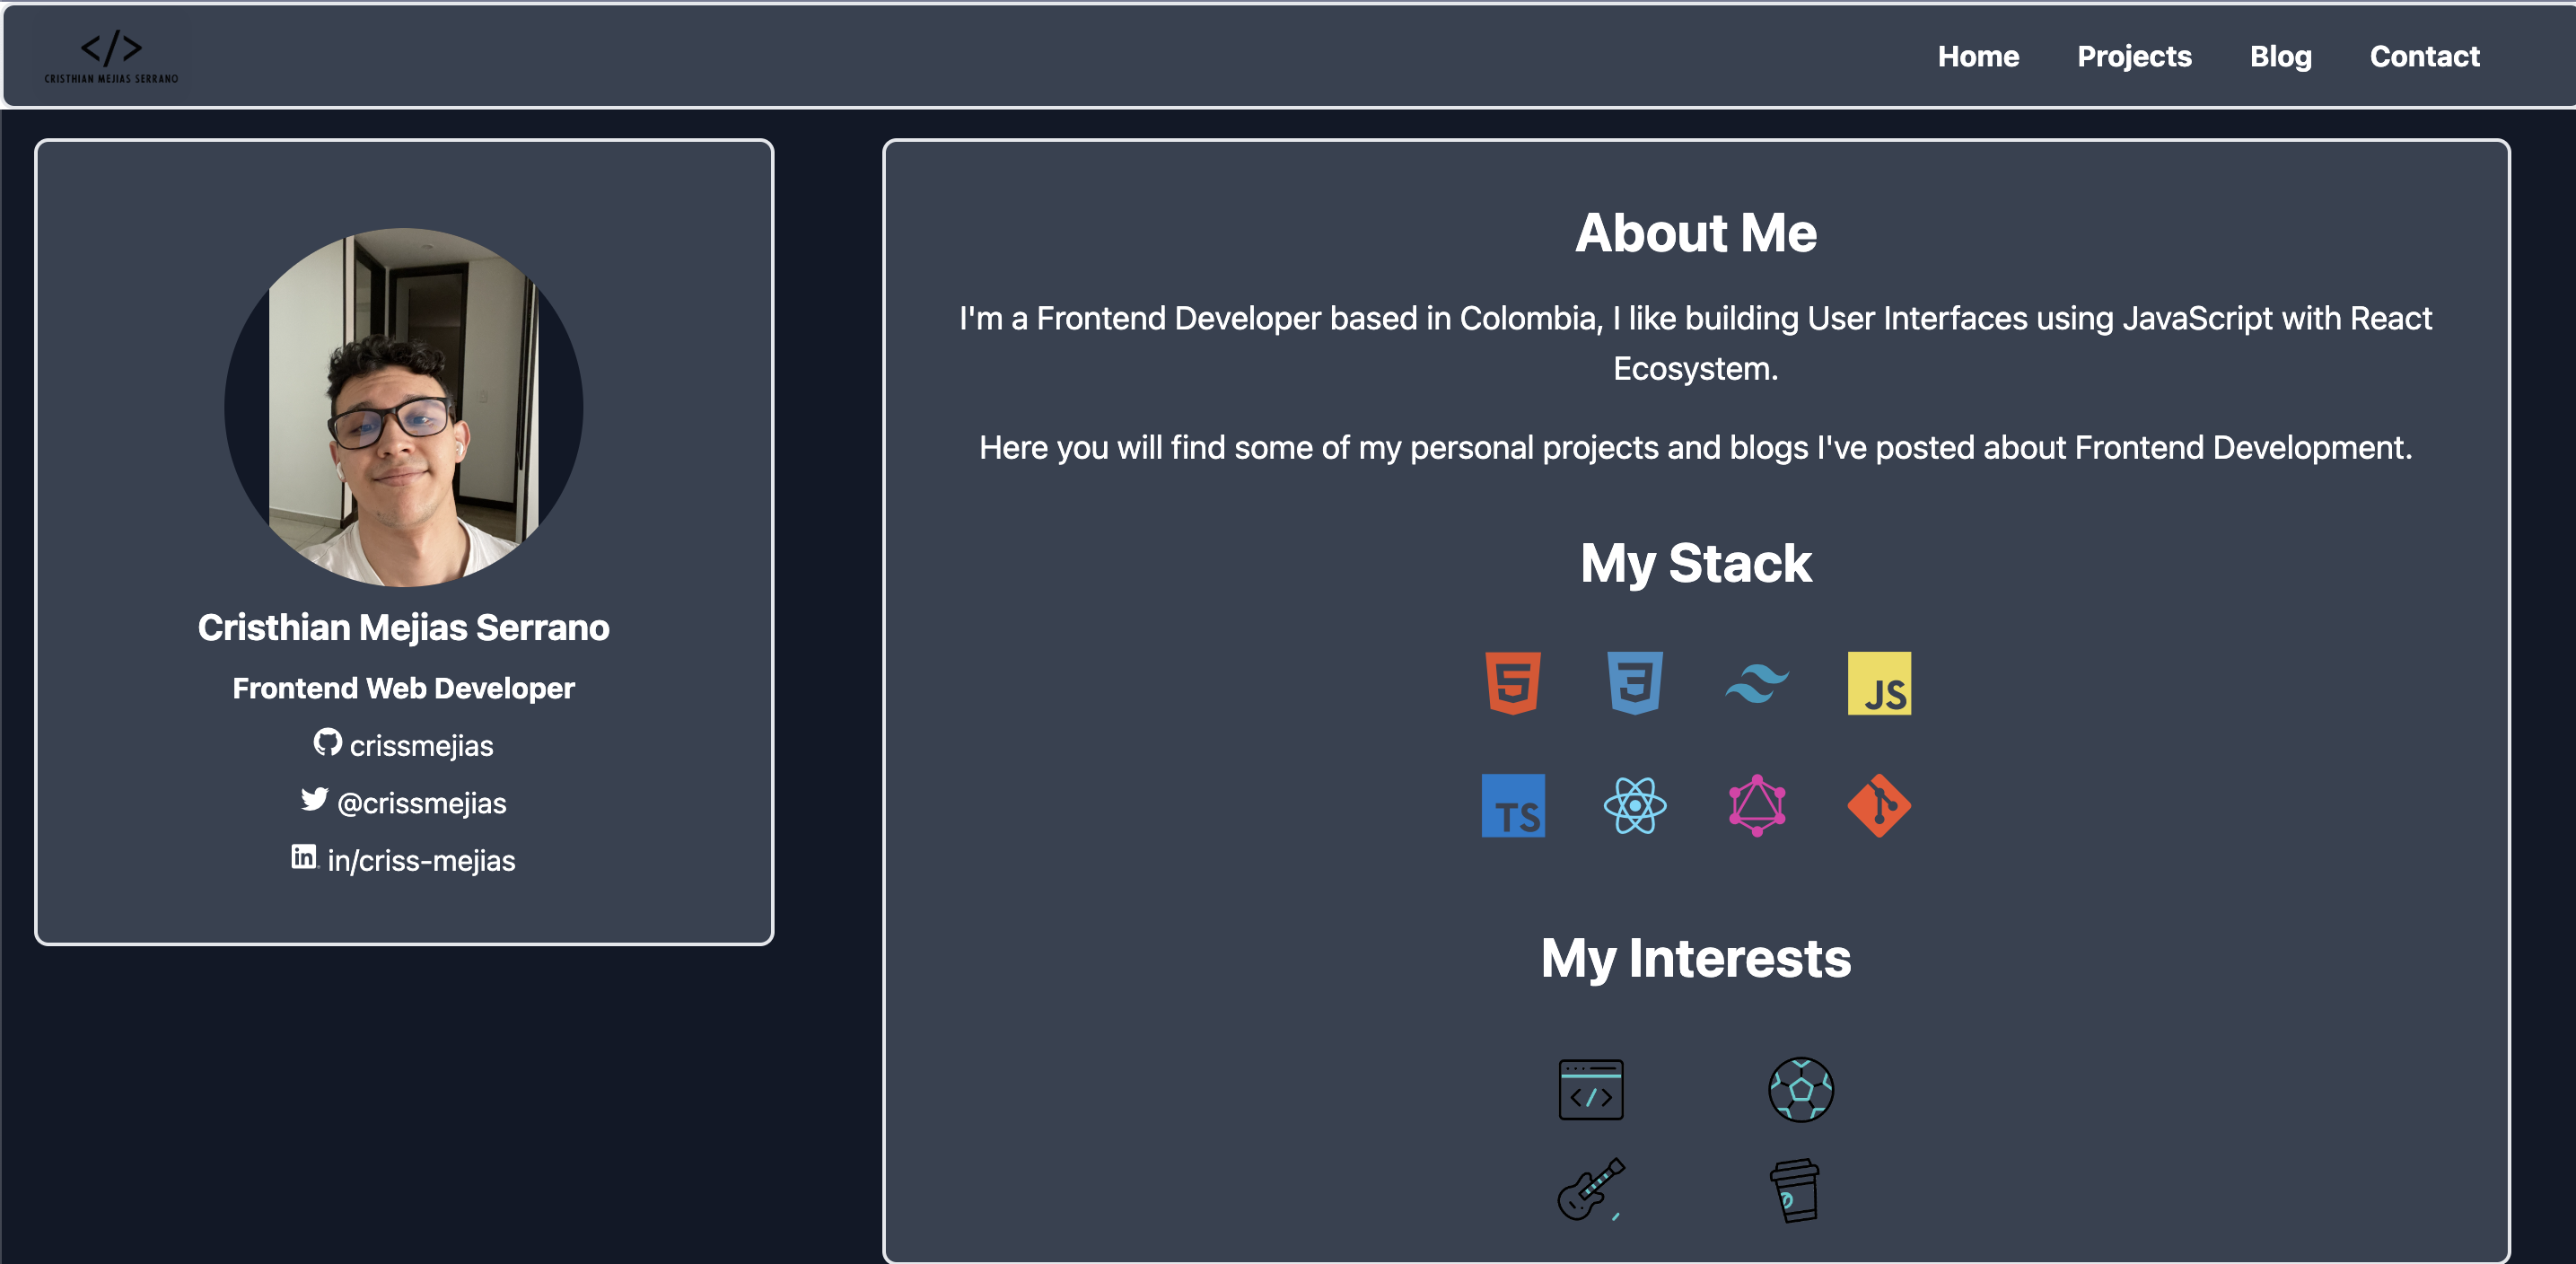 </>
CRISTHIAN MEJIAS SERRANO
Home Projects Blog Contact
Cristhian Mejias Serrano
Frontend Web Developer
crissmejias
@crissmejias
in in/criss-mejias
About Me
I'm a Frontend Developer based in Colombia, I like building User Interfaces using JavaScript with React
Ecosystem.
Here you will find some of my personal projects and blogs I've posted about Frontend Development.
My Stack
5 3 JS
TS
My Interests
</>